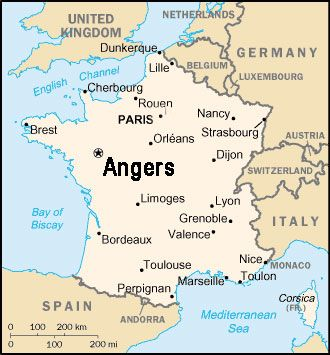 UNITED
KINGDOM
NETHERLANDS
Dunkerque
GERMANY
Lille
BELGIUM
LUXEMBOURG
English Channel
Cherbourg
Rouen
PARIS
Nancy
Strasbourg
Brest
Orléans
AUSTRIA
Angers
Dijon
SWITZERLAND
Limoges
Lyon
Bay of
Biscay
Grenoble
ITALY
Bordeaux
Valence
Toulouse
Nice
MONACO
Marseille
Toulon
Perpignan
Corsica
(FR.)
SPAIN
ANDORRA
Mediterranean
Sea
0 100 200 km
0 100 200 mi